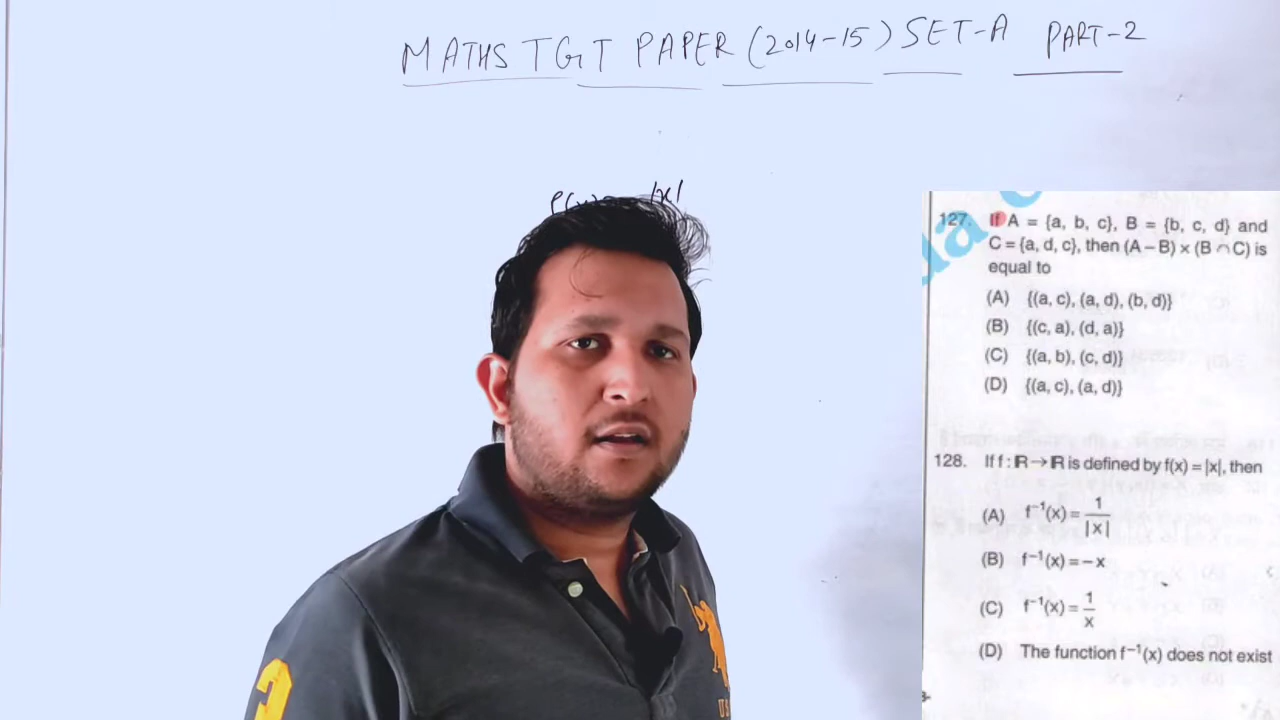 MATHS TGT PAPER (2014-15) SET-A PART-2
|x|
127. If A = {a, b, c}, B = {b, c, d} and
C = {a, d, c}, then (A – B) × (B ∩ C) is
equal to
(A) {(a, c), (a, d), (b, d)}
(B) {(c, a), (d, a)}
(C) {(a, b), (c, d)}
(D) {(a, c), (a, d)}
128. If f : R → R is defined by f(x) = |x|, then
(A) f⁻¹(x) = 1/|x|
(B) f⁻¹(x) = – x
(C) f⁻¹(x) = 1/x
(D) The function f⁻¹(x) does not exist